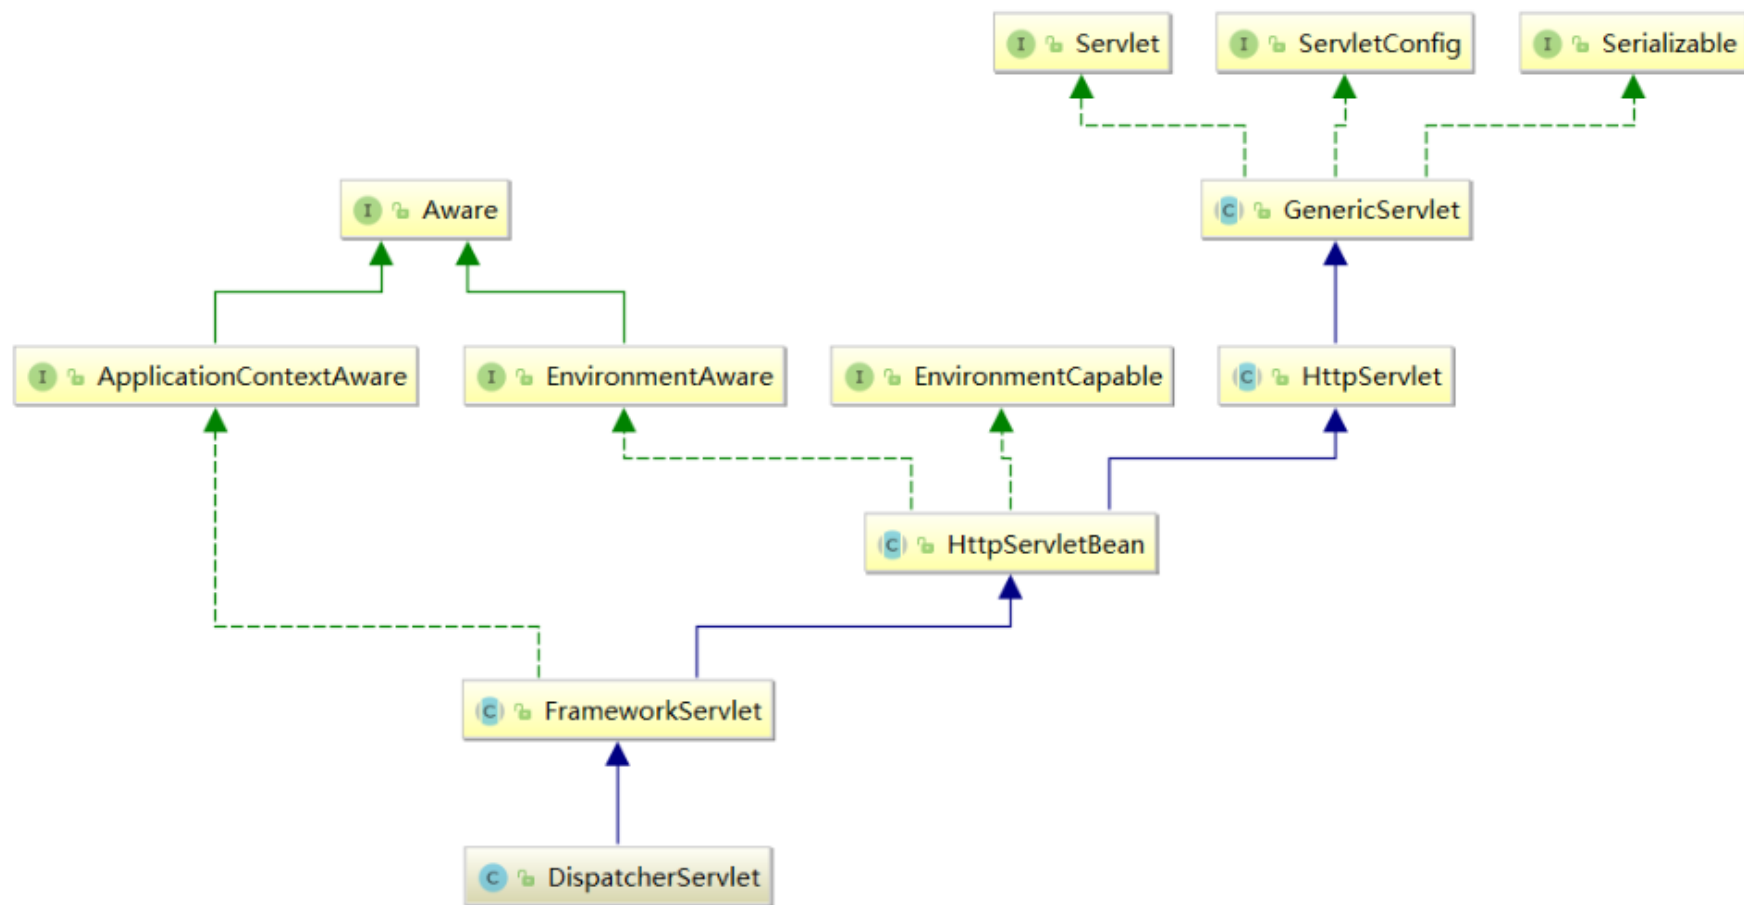 I Servlet
I ServletConfig
I Serializable
I Aware
C GenericServlet
I ApplicationContextAware
I EnvironmentAware
I EnvironmentCapable
C HttpServlet
C HttpServletBean
C FrameworkServlet
C DispatcherServlet